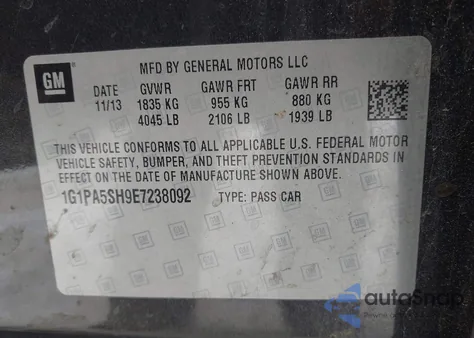 GM
MFD BY GENERAL MOTORS LLC
DATE GVWR GAWR FRT GAWR RR
11/13 1835 KG 955 KG 880 KG
4045 LB 2106 LB 1939 LB
THIS VEHICLE CONFORMS TO ALL APPLICABLE U.S. FEDERAL MOTOR
VEHICLE SAFETY, BUMPER, AND THEFT PREVENTION STANDARDS IN
EFFECT ON THE DATE OF MANUFACTURE SHOWN ABOVE.
1G1PA5SH9E7238092 TYPE: PASS CAR
autaSnap